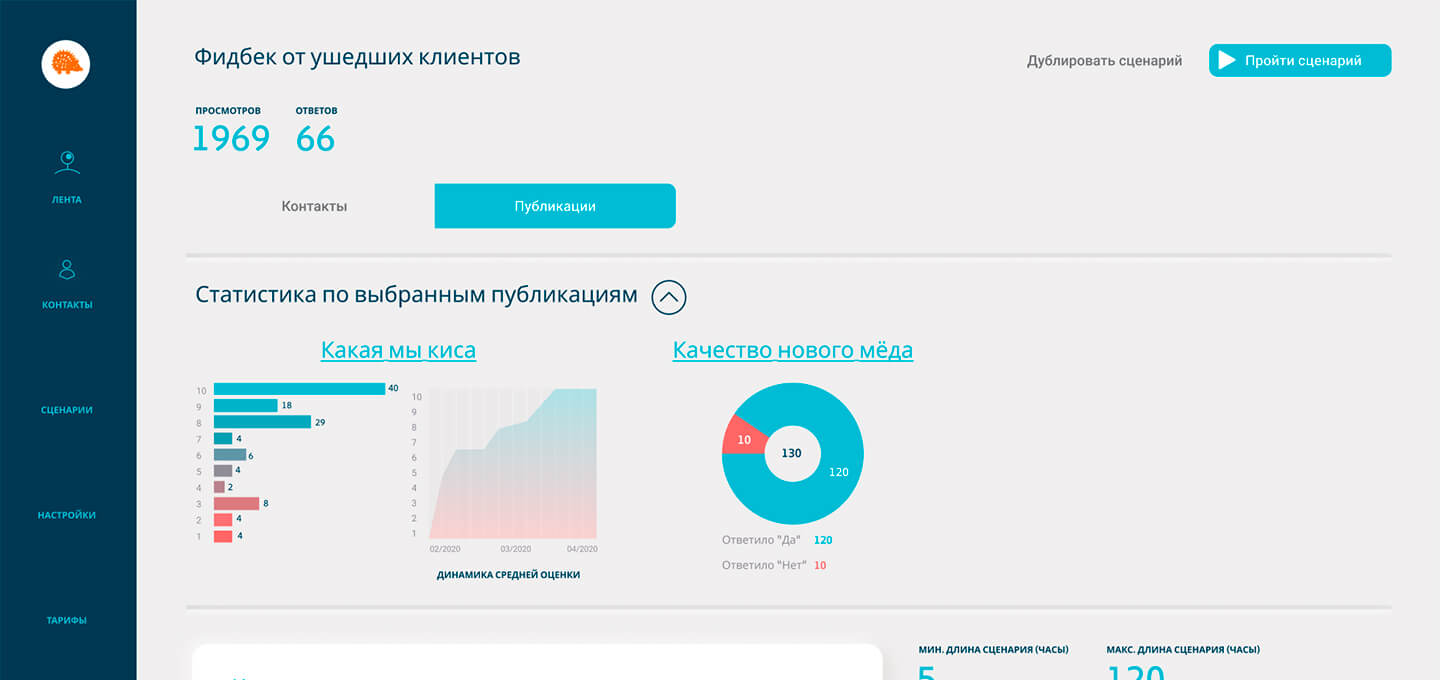 Фидбек от ушедших клиентов
Дублировать сценарий
Пройти сценарий
ПРОСМОТРОВ
ОТВЕТОВ
1969
66
ЛЕНТА
КОНТАКТЫ
СЦЕНАРИИ
НАСТРОЙКИ
ТАРИФЫ
Контакты
Публикации
Статистика по выбранным публикациям
Какая мы киса
10 40
9 18
8 29
7 4
6 6
5 4
4 2
3 8
2 4
1 4
10
9
8
7
6
5
4
3
2
1
02/2020 03/2020 04/2020
ДИНАМИКА СРЕДНЕЙ ОЦЕНКИ
Качество нового мёда
10
130
120
Ответило "Да" 120
Ответило "Нет" 10
МИН. ДЛИНА СЦЕНАРИЯ (ЧАСЫ)
МАКС. ДЛИНА СЦЕНАРИЯ (ЧАСЫ)
5
120